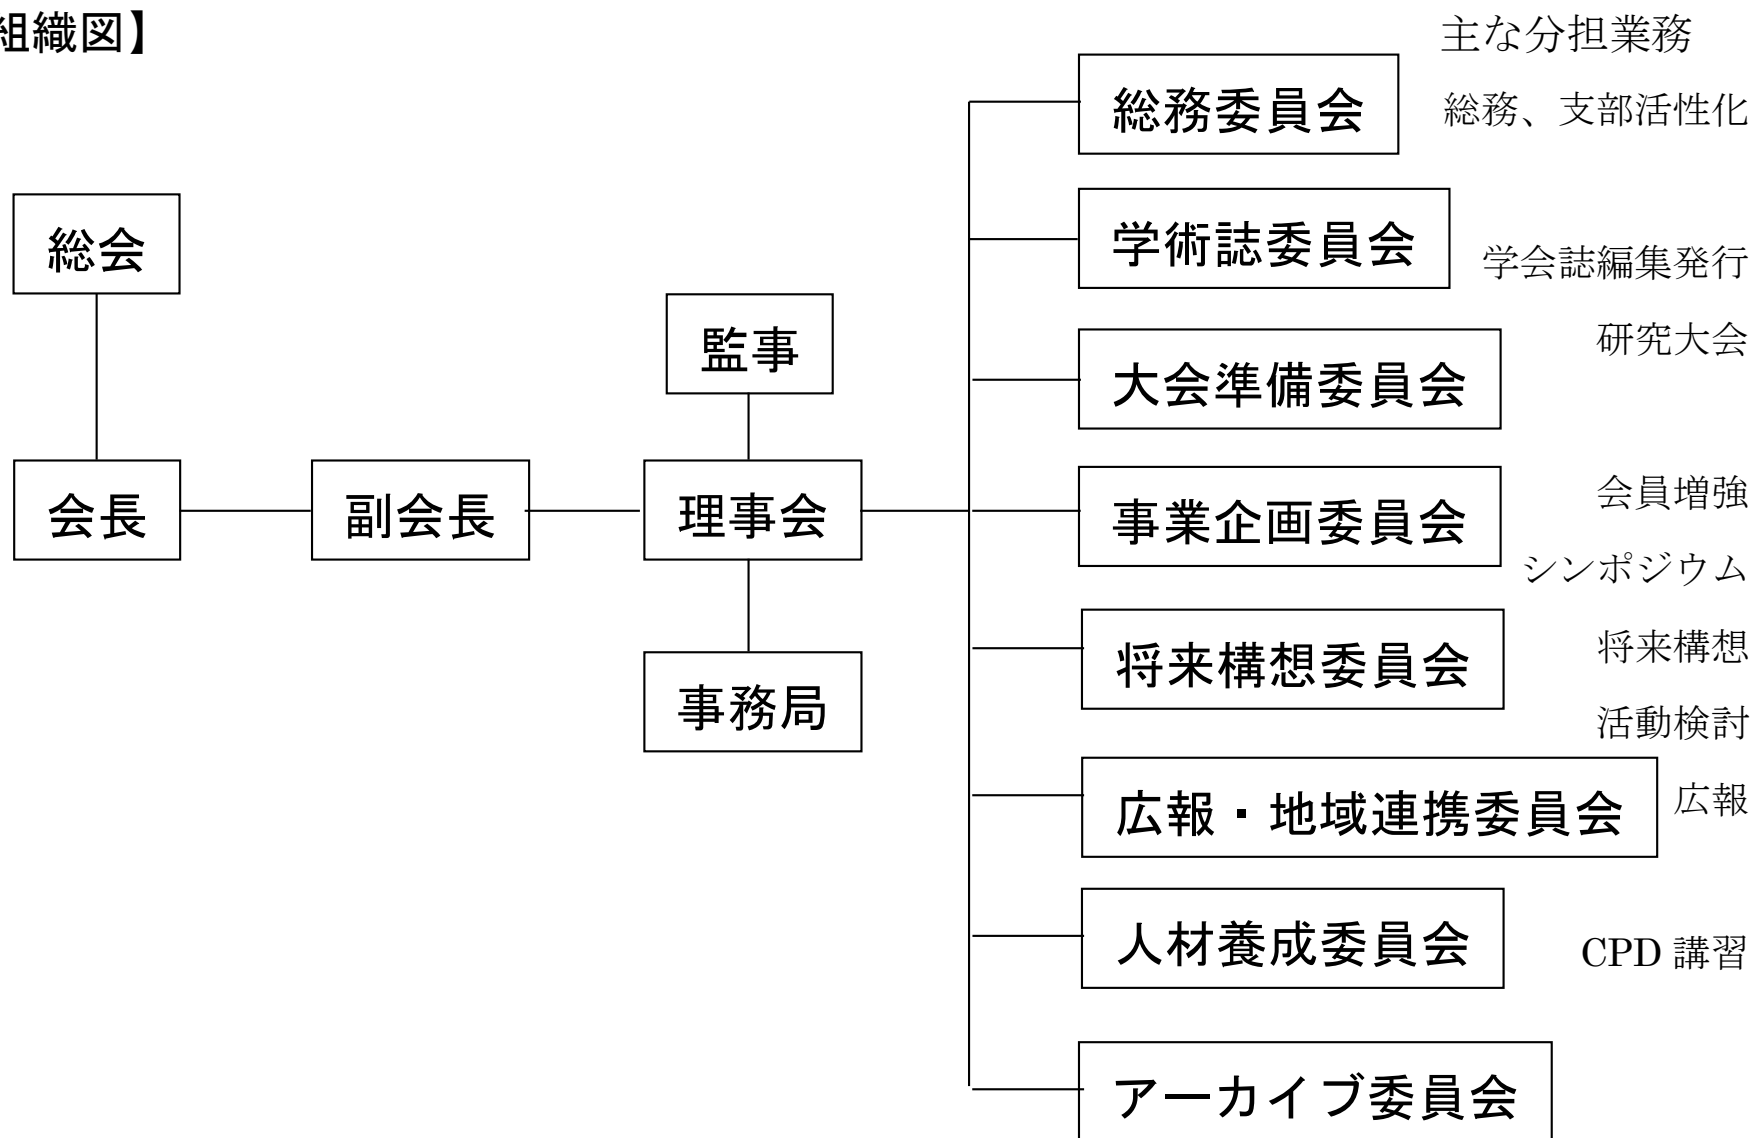 組織図】
主な分担業務
総務委員会
総務、支部活性化
学術誌委員会
学会誌編集発行
大会準備委員会
研究大会
総会
監事
会長
副会長
理事会
事務局
事業企画委員会
会員増強
シンポジウム
将来構想委員会
将来構想
活動検討
広報・地域連携委員会
広報
人材養成委員会
CPD 講習
アーカイブ委員会